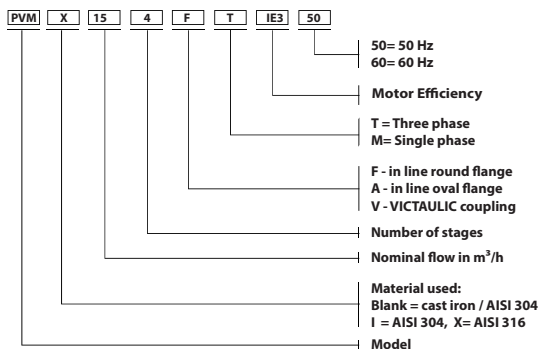 PVM X 15 4 F T IE3 50
50= 50 Hz
60= 60 Hz
Motor Efficiency
T = Three phase
M= Single phase
F - in line round flange
A - in line oval flange
V - VICTAULIC coupling
Number of stages
Nominal flow in m³/h
Material used:
Blank = cast iron / AISI 304
I = AISI 304, X= AISI 316
Model